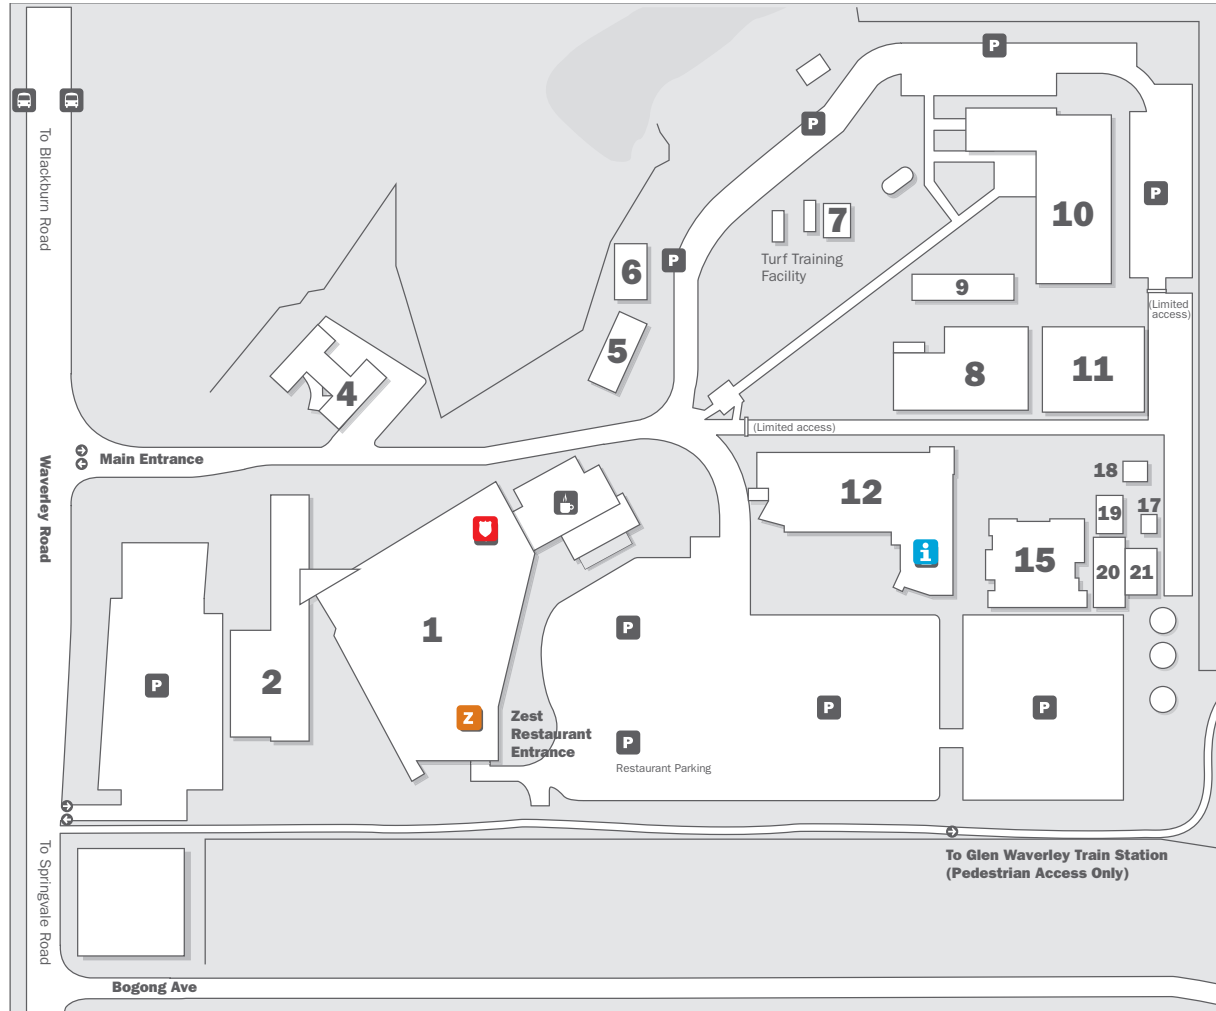 P
P
To Blackburn Road
P
10
7
Turf Training
Facility
6
P
9
(Limited
access)
5
8
11
4
(Limited access)
Main Entrance
Waverley Road
12
18
17
19
i
15
20
21
1
P
2
P
Z
Zest
Restaurant
Entrance
P
P
P
Restaurant Parking
To Springvale Road
To Glen Waverley Train Station
(Pedestrian Access Only)
Bogong Ave